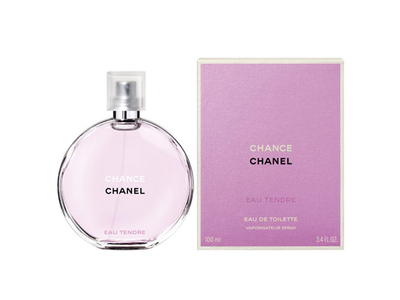 CHANCE
CHANEL
EAU TENDRE
CHANCE
CHANEL
EAU TENDRE
EAU DE TOILETTE
VAPORISATEUR SPRAY
100 ml 3.4 FL.OZ.